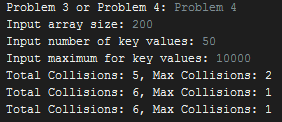 Problem 3 or Problem 4: Problem 4
Input array size: 200
Input number of key values: 50
Input maximum for key values: 10000
Total Collisions: 5, Max Collisions: 2
Total Collisions: 6, Max Collisions: 1
Total Collisions: 6, Max Collisions: 1